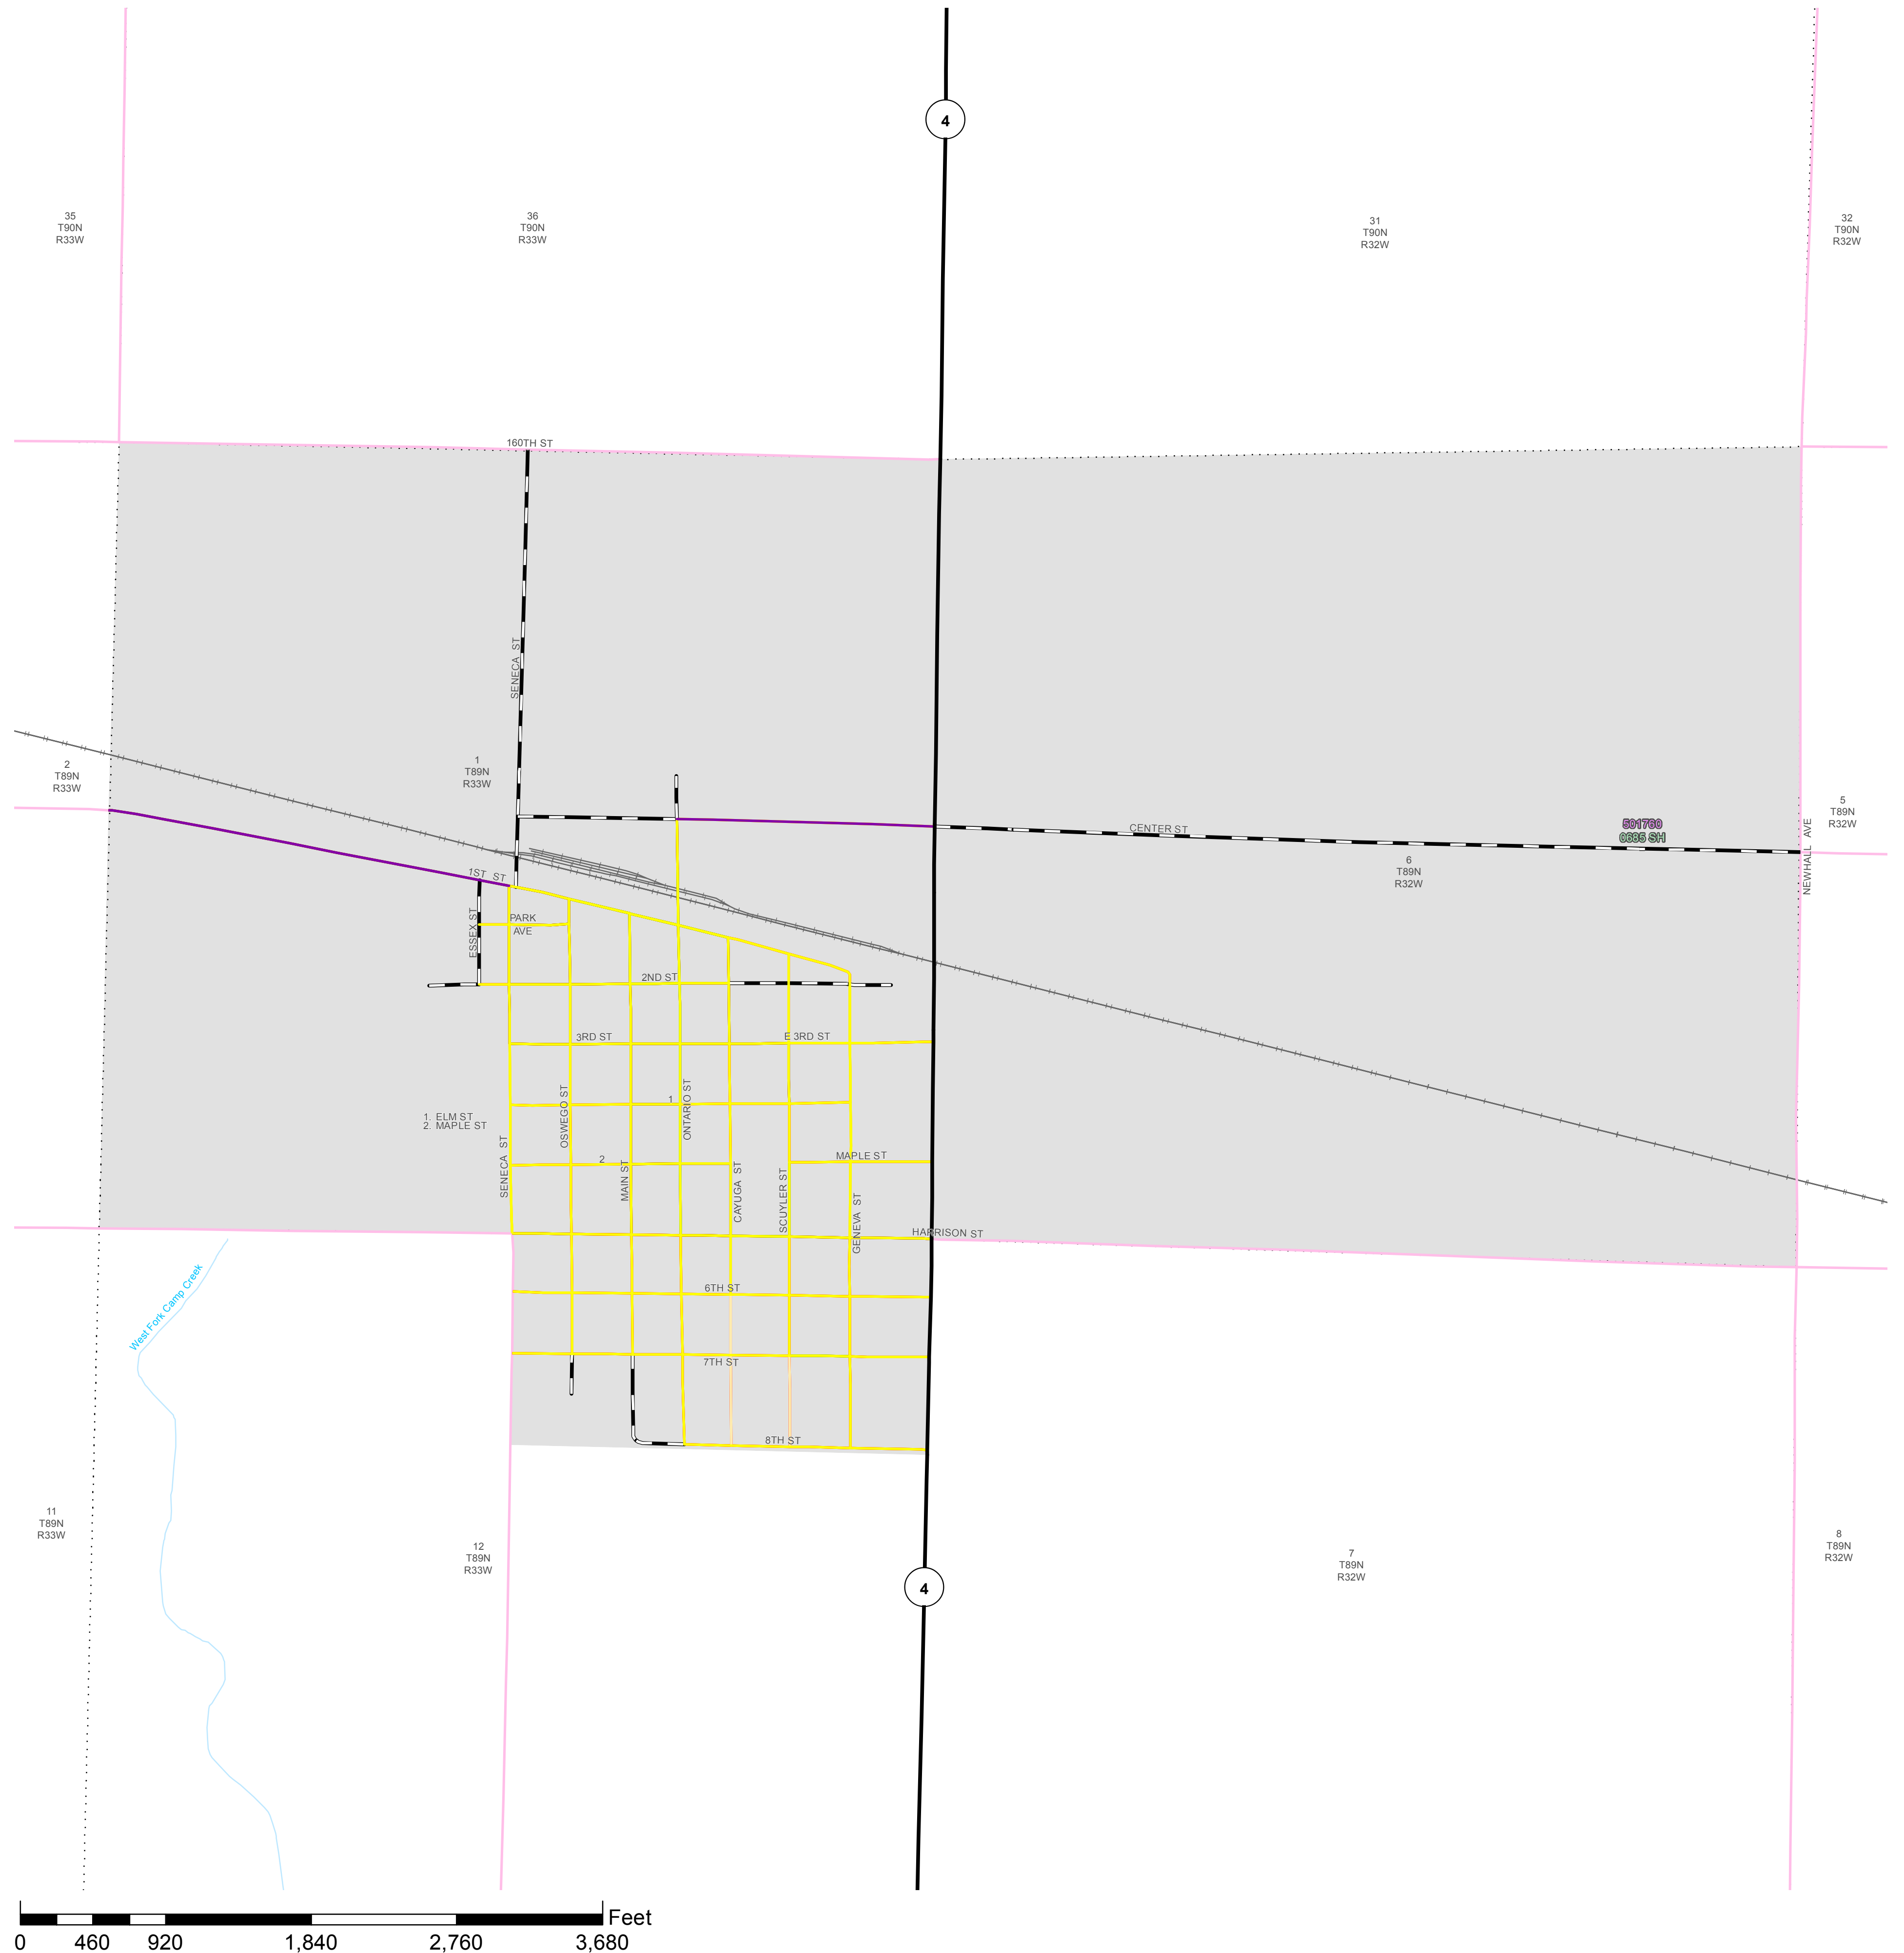 4
35
T90N
R33W
36
T90N
R33W
31
T90N
R32W
32
T90N
R32W
160TH ST
SENECA ST
2
T89N
R33W
1
T89N
R33W
CENTER ST
501760
0685 SH
5
T89N
R32W
6
T89N
R32W
NEWHALL AVE
1ST ST
PARK
AVE
ESSEX ST
2ND ST
3RD ST
E 3RD ST
1
1. ELM ST
2. MAPLE ST
OSWEGO ST
ONTARIO ST
2
MAPLE ST
SENECA ST
MAIN ST
CAYUGA ST
SCUYLER ST
GENEVA ST
HARRISON ST
West Fork Camp Creek
6TH ST
7TH ST
8TH ST
11
T89N
R33W
12
T89N
R33W
7
T89N
R32W
8
T89N
R32W
4
Feet
0 460 920 1,840 2,760 3,680